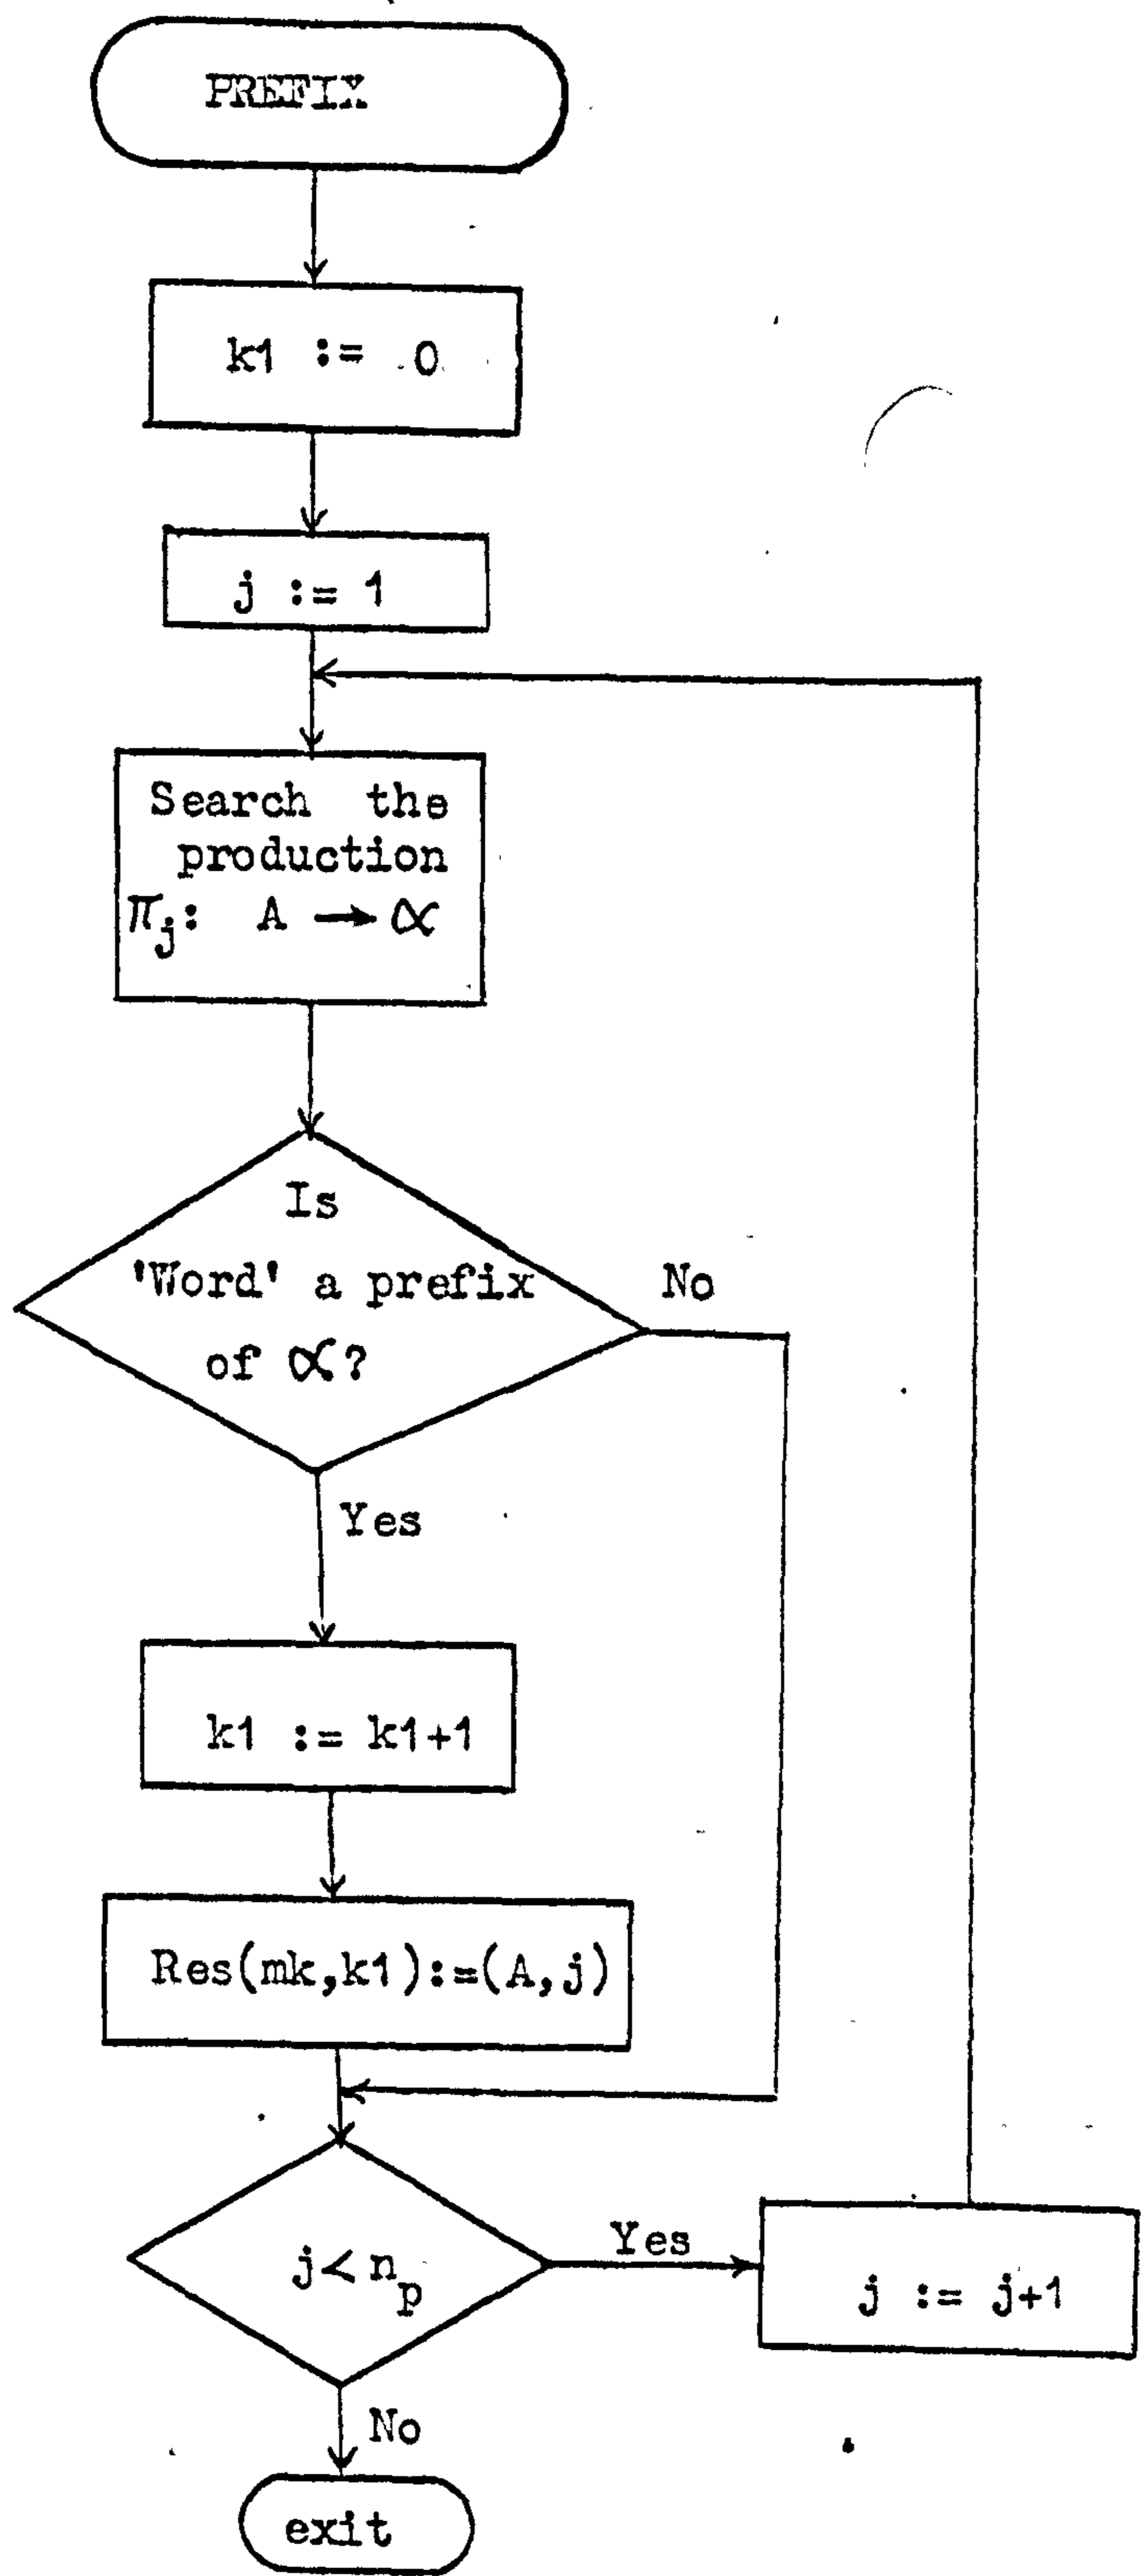 PREFIX
k1 := 0
j := 1
Search the
production
πj: A → α
Is
'Word' a prefix
of α?
No
Yes
k1 := k1+1
Res(mk,k1):=(A,j)
j < np
Yes
j := j+1
No
exit